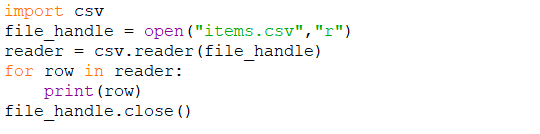 import csv
file_handle = open("items.csv","r")
reader = csv.reader(file_handle)
for row in reader:
    print(row)
file_handle.close()